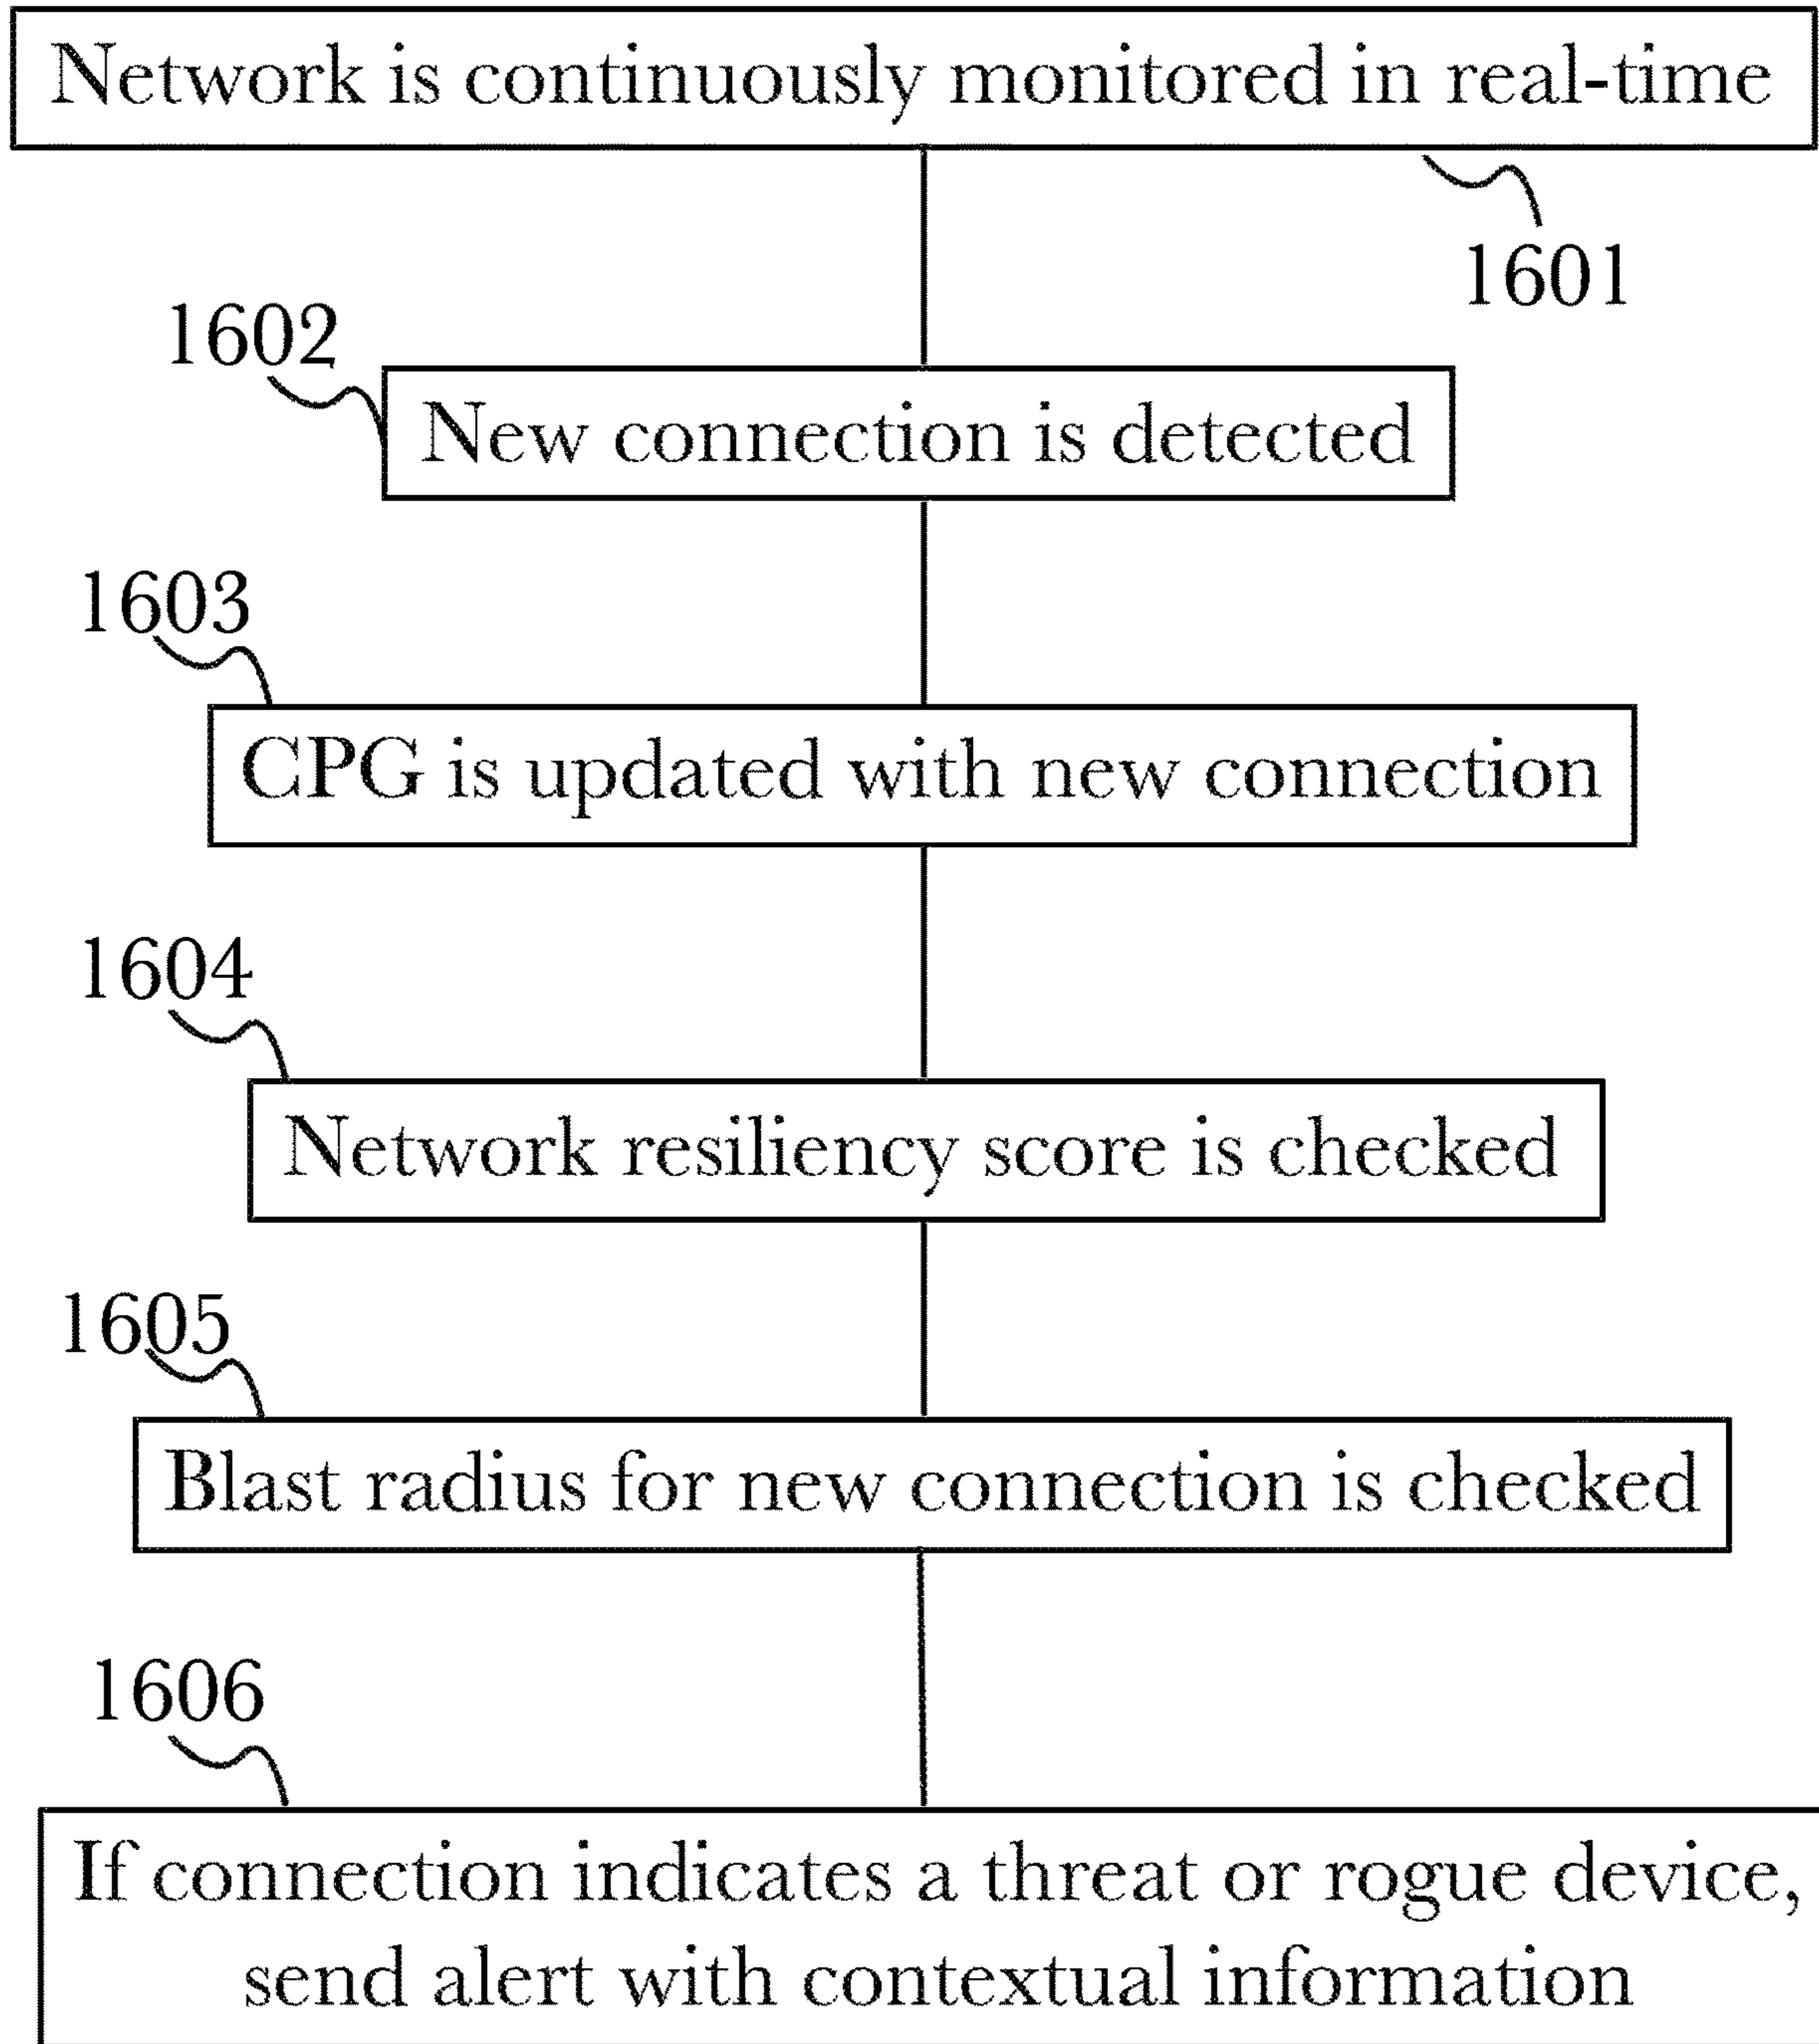 Network is continuously monitored in real-time
1601
1602
New connection is detected
1603
CPG is updated with new connection
1604
Network resiliency score is checked
1605
Blast radius for new connection is checked
1606
If connection indicates a threat or rogue device,
send alert with contextual information